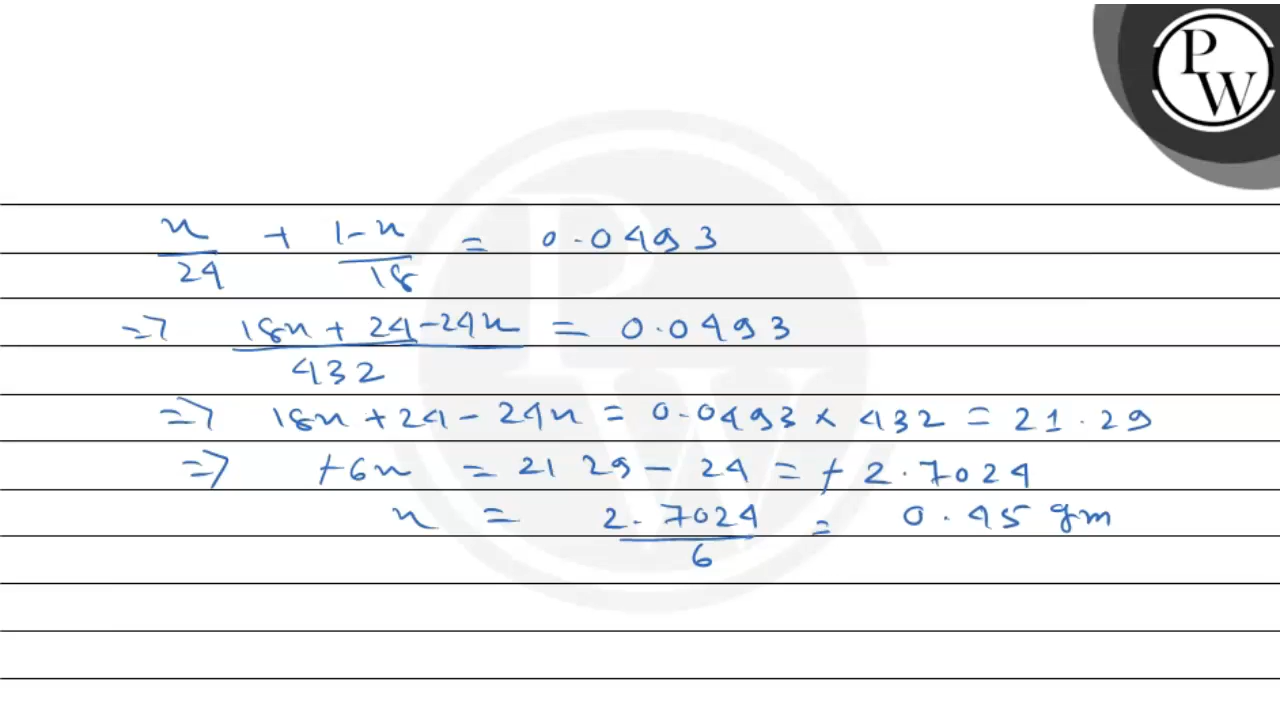 P
W
x/24 + (1-x)/18 = 0.0493
=> (18x + 24 - 24x)/432 = 0.0493
=> 18x + 24 - 24x = 0.0493 × 432 = 21.29
=> +6x = 21 29 - 24 = + 2.7024
x = 2.7024/6 = 0.45 gm